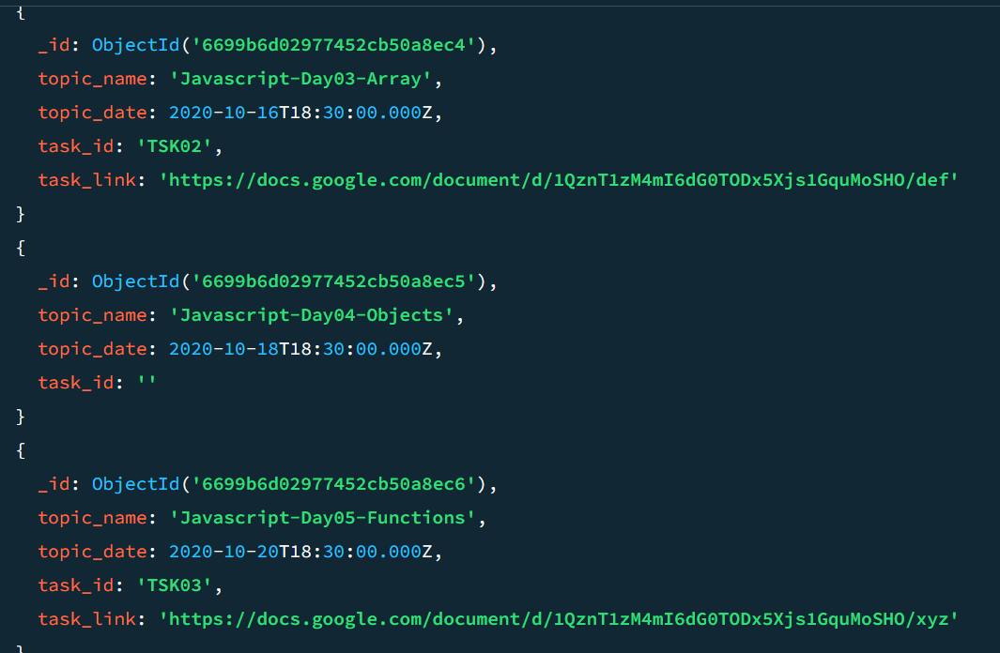 {
_id: ObjectId('6699b6d02977452cb50a8ec4'),
topic_name: 'Javascript-Day03-Array',
topic_date: 2020-10-16T18:30:00.000Z,
task_id: 'TSK02',
task_link: 'https://docs.google.com/document/d/1QznT1zM4mI6dG0TODx5Xjs1GquMoSHO/def'
}
{
_id: ObjectId('6699b6d02977452cb50a8ec5'),
topic_name: 'Javascript-Day04-Objects',
topic_date: 2020-10-18T18:30:00.000Z,
task_id: ''
}
{
_id: ObjectId('6699b6d02977452cb50a8ec6'),
topic_name: 'Javascript-Day05-Functions',
topic_date: 2020-10-20T18:30:00.000Z,
task_id: 'TSK03',
task_link: 'https://docs.google.com/document/d/1QznT1zM4mI6dG0TODx5Xjs1GquMoSHO/xyz'
}